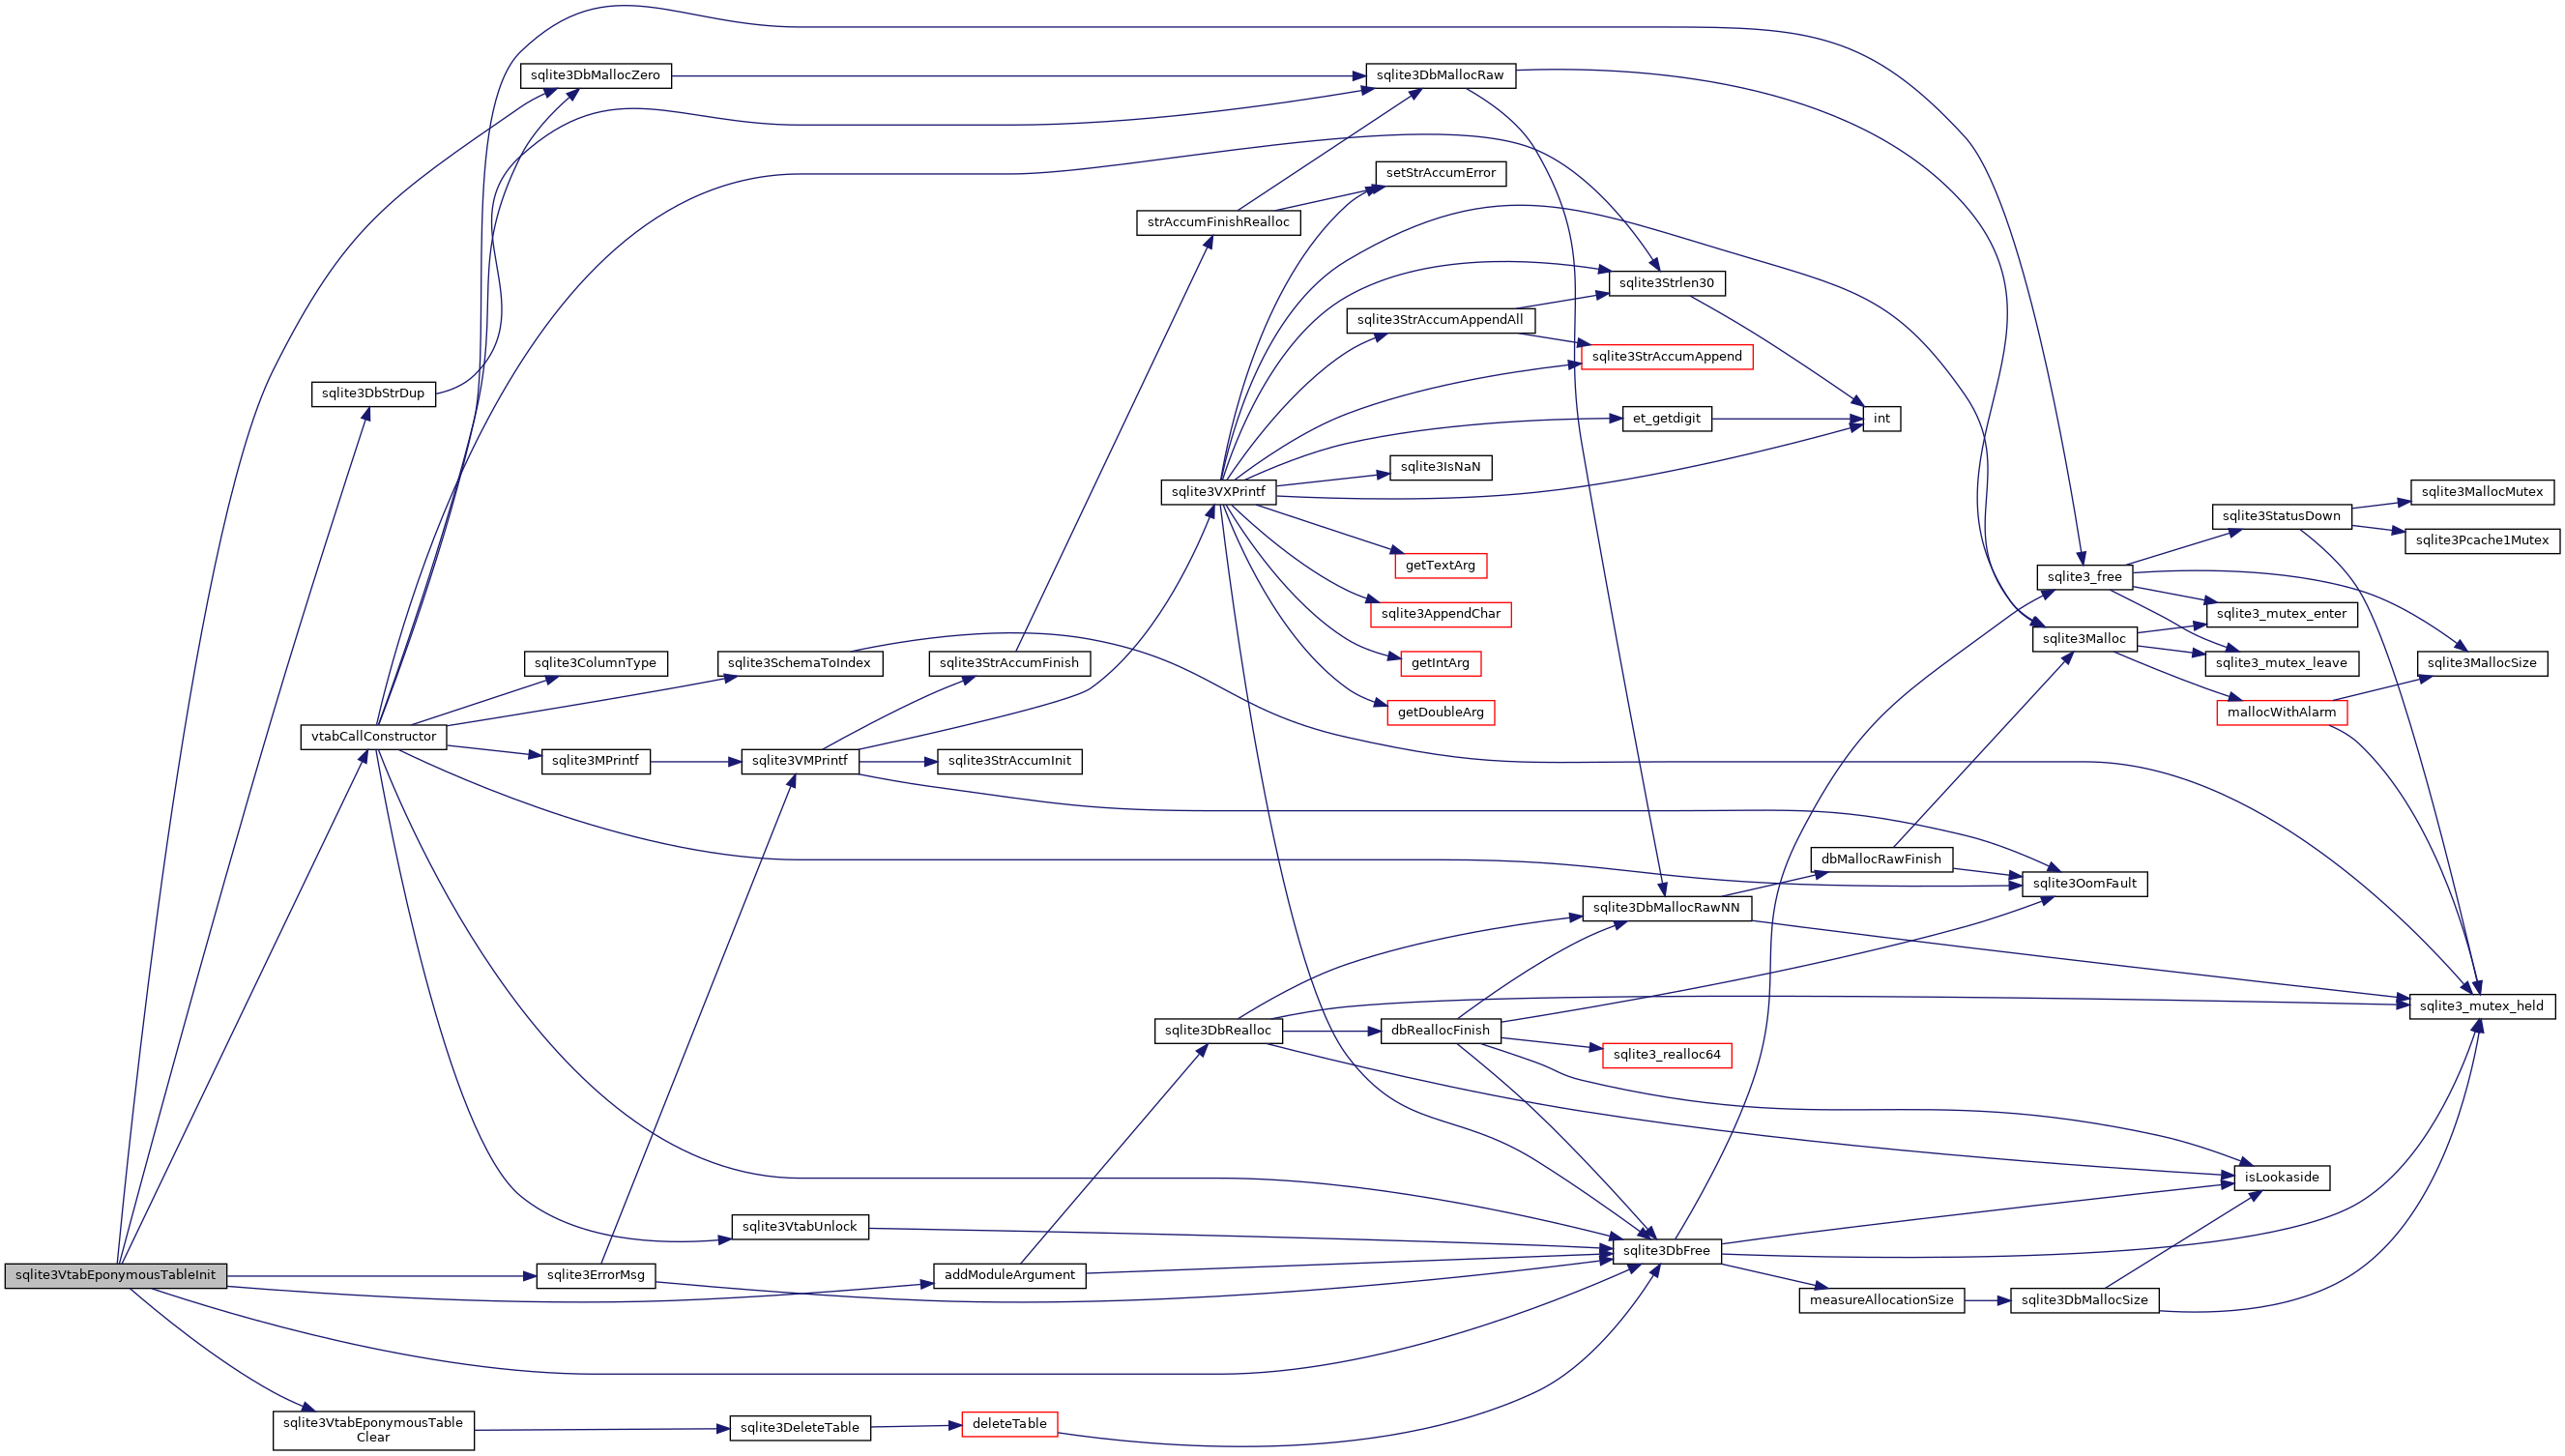 sqlite3DbMallocZero
sqlite3DbMallocRaw
setStrAccumError
strAccumFinishRealloc
sqlite3Strlen30
sqlite3StrAccumAppendAll
sqlite3StrAccumAppend
sqlite3DbStrDup
et_getdigit
int
sqlite3IsNaN
sqlite3VXPrintf
sqlite3MallocMutex
sqlite3StatusDown
sqlite3Pcache1Mutex
getTextArg
sqlite3_free
sqlite3AppendChar
sqlite3_mutex_enter
sqlite3Malloc
sqlite3ColumnType
sqlite3SchemaToIndex
sqlite3StrAccumFinish
getIntArg
sqlite3_mutex_leave
sqlite3MallocSize
getDoubleArg
mallocWithAlarm
vtabCallConstructor
sqlite3MPrintf
sqlite3VMPrintf
sqlite3StrAccumInit
dbMallocRawFinish
sqlite3OomFault
sqlite3DbMallocRawNN
sqlite3_mutex_held
sqlite3DbRealloc
dbReallocFinish
sqlite3_realloc64
isLookaside
sqlite3VtabUnlock
sqlite3DbFree
sqlite3VtabEponymousTableInit
sqlite3ErrorMsg
addModuleArgument
measureAllocationSize
sqlite3DbMallocSize
sqlite3VtabEponymousTable
Clear
sqlite3DeleteTable
deleteTable